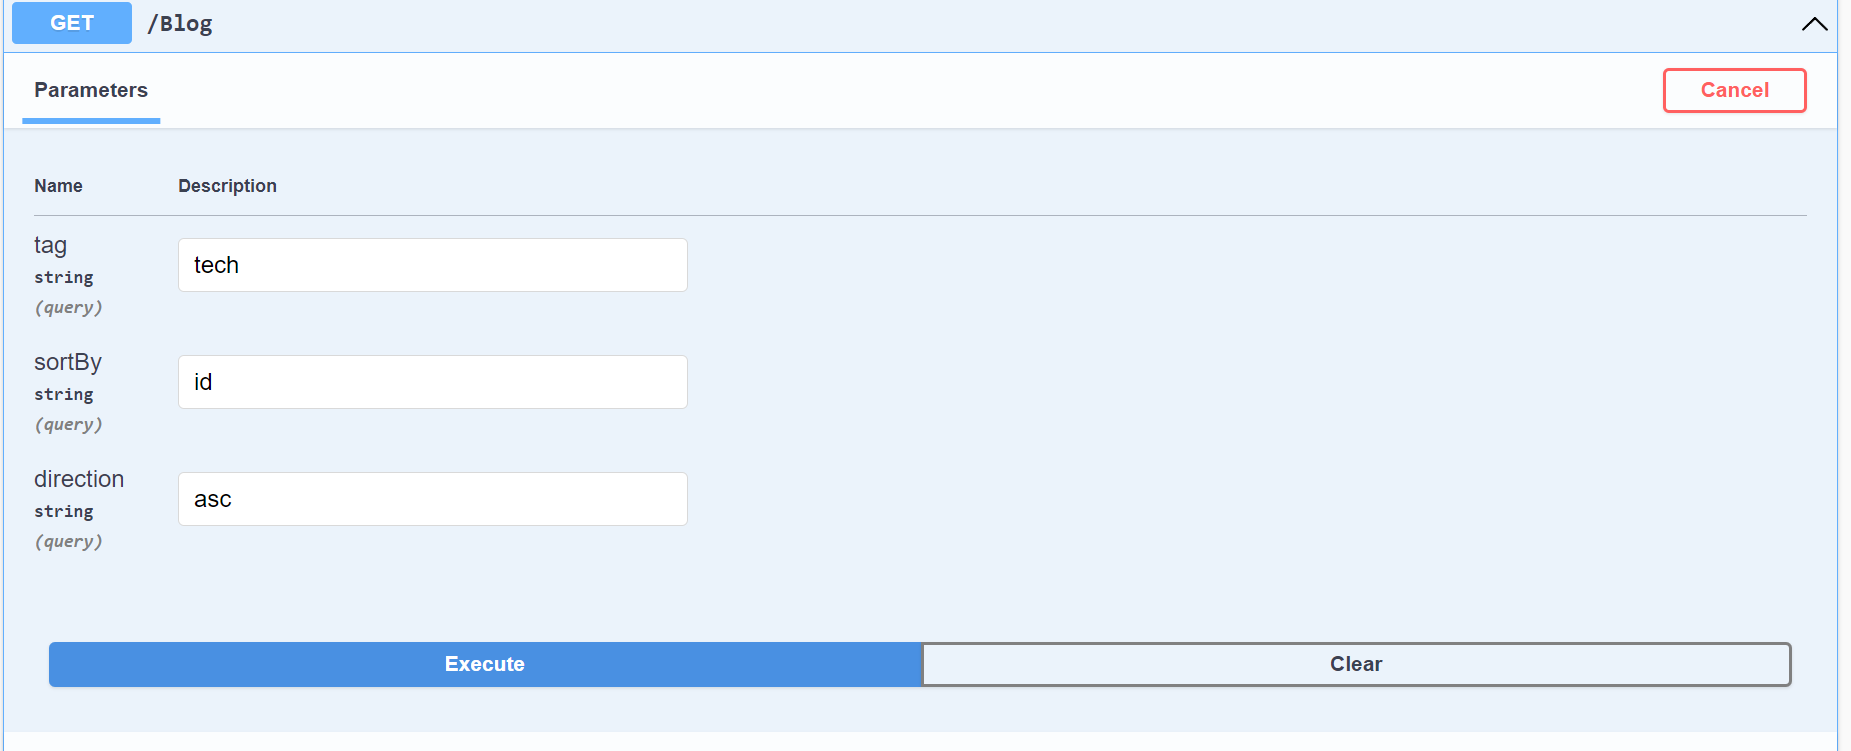 GET /Blog
Parameters
Cancel
Name Description
tag
string
(query)
tech
sortBy
string
(query)
id
direction
string
(query)
asc
Execute
Clear